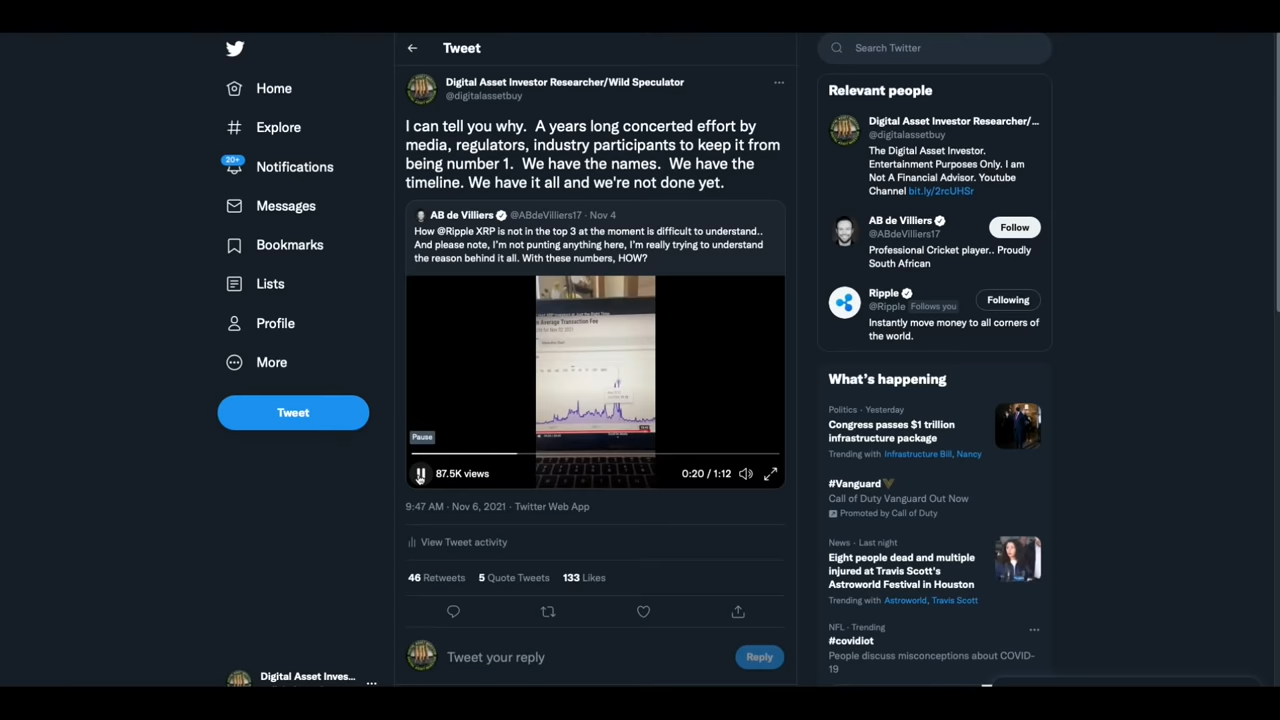 Tweet
Search Twitter
Home
Explore
20+
Notifications
Messages
Bookmarks
Lists
Profile
More
Tweet
Digital Asset Investor Researcher/Wild Speculator
@digitalassetbuy
I can tell you why. A years long concerted effort by
media, regulators, industry participants to keep it from
being number 1. We have the names. We have the
timeline. We have it all and we're not done yet.
AB de Villiers @ABdeVilliers17 · Nov 4
How @Ripple XRP is not in the top 3 at the moment is difficult to understand..
And please note, I'm not punting anything here, I'm really trying to understand
the reason behind it all. With these numbers, HOW?
Average Transaction Fee
Pause
87.5K views
0:20 / 1:12
9:47 AM · Nov 6, 2021 · Twitter Web App
View Tweet activity
46 Retweets 5 Quote Tweets 133 Likes
Tweet your reply
Reply
Digital Asset Inves...
Relevant people
Digital Asset Investor Researcher/...
@digitalassetbuy
The Digital Asset Investor.
Entertainment Purposes Only. I am
Not A Financial Advisor. Youtube
Channel bit.ly/2rcUHSr
AB de Villiers
@ABdeVilliers17
Follow
Professional Cricket player.. Proudly
South African
Ripple
@Ripple Follows you
Following
Instantly move money to all corners of
the world.
What's happening
Politics · Yesterday
Congress passes $1 trillion
infrastructure package
Trending with Infrastructure Bill, Nancy
#Vanguard
Call of Duty Vanguard Out Now
Promoted by Call of Duty
News · Last night
Eight people dead and multiple
injured at Travis Scott's
Astroworld Festival in Houston
Trending with Astroworld, Travis Scott
NFL · Trending
#covidiot
People discuss misconceptions about COVID-
19